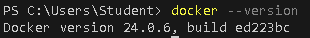 PS C:\Users\Student> docker --version
Docker version 24.0.6, build ed223bc